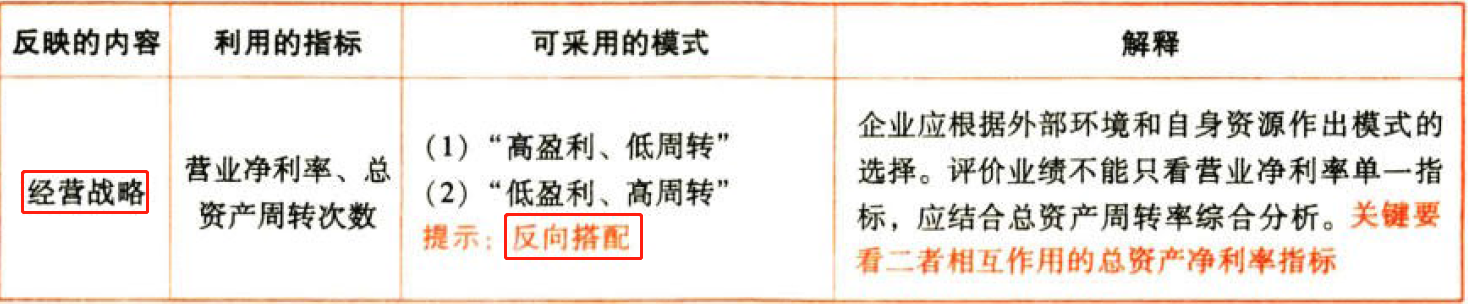 反映的内容 利用的指标 可采用的模式 解释
经营战略
营业净利率、总
资产周转次数
(1)“高盈利、低周转”
(2)“低盈利、高周转”
提示：反向搭配
企业应根据外部环境和自身资源作出模式的
选择。评价业绩不能只看营业净利率单一指
标，应结合总资产周转率综合分析。关键要
看二者相互作用的总资产净利率指标